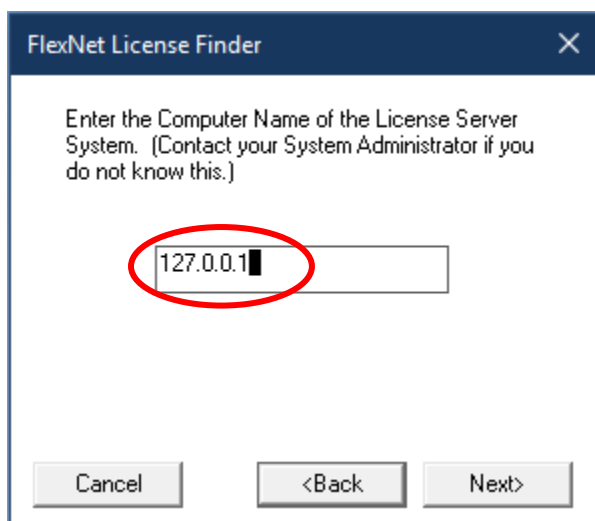 FlexNet License Finder
Enter the Computer Name of the License Server
System. (Contact your System Administrator if you
do not know this.)
127.0.0.1
Cancel
<Back
Next>